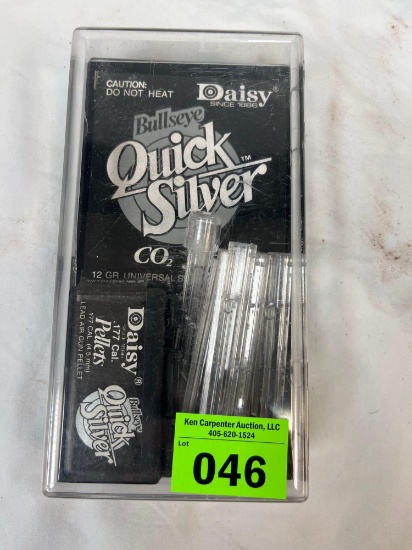 CAUTION:
DO NOT HEAT
Daisy®
SINCE 1886
Bullseye
Quick™
Silver
CO2
12 GR. UNIVERSAL
Daisy®
.177 Cal.
Pellets
.177 CAL. (4.5 mm)
LEAD AIR GUN PELLET
Bullseye
Quick
Silver
Ken Carpenter Auction, LLC
405-620-1524
Lot
046